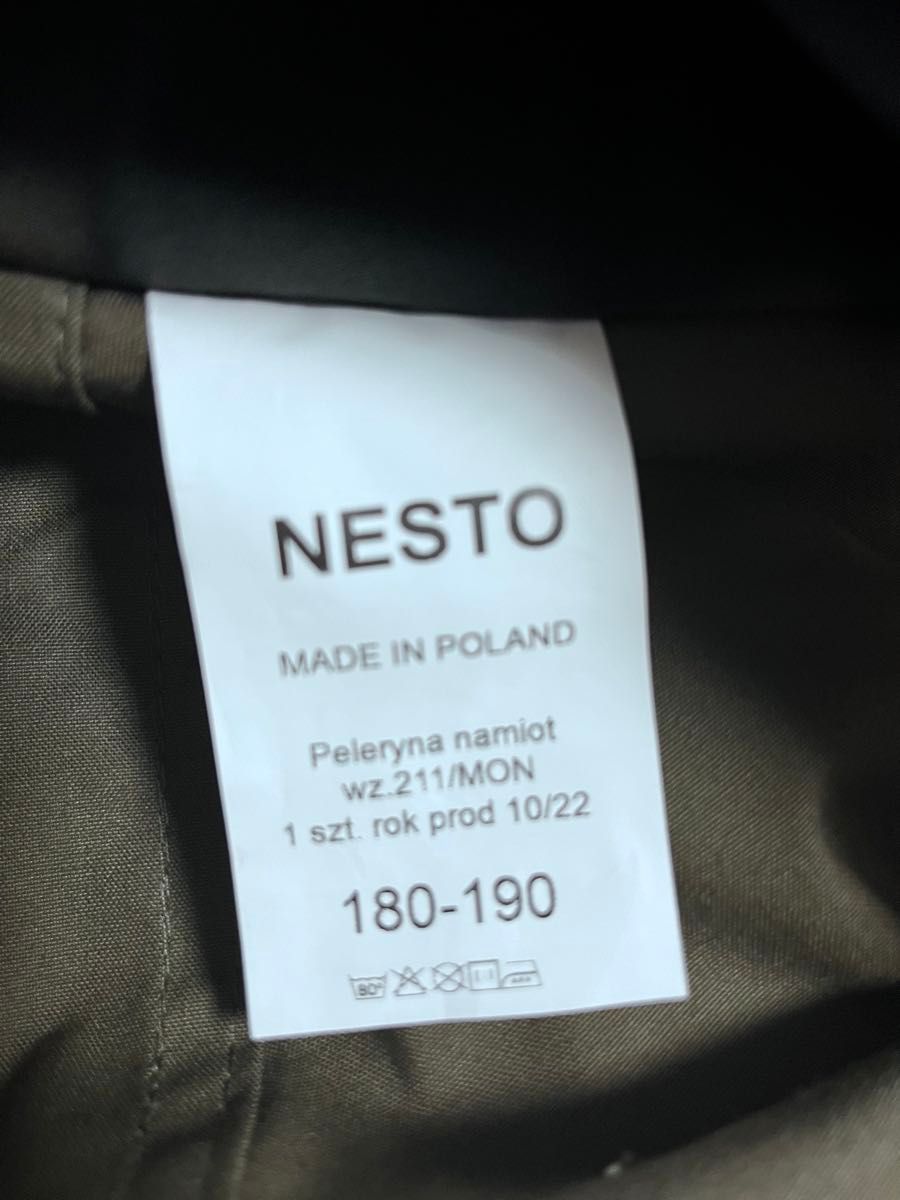 NESTO
MADE IN POLAND
Peleryna namiot
wz.211/MON
1 szt. rok prod 10/22
180-190